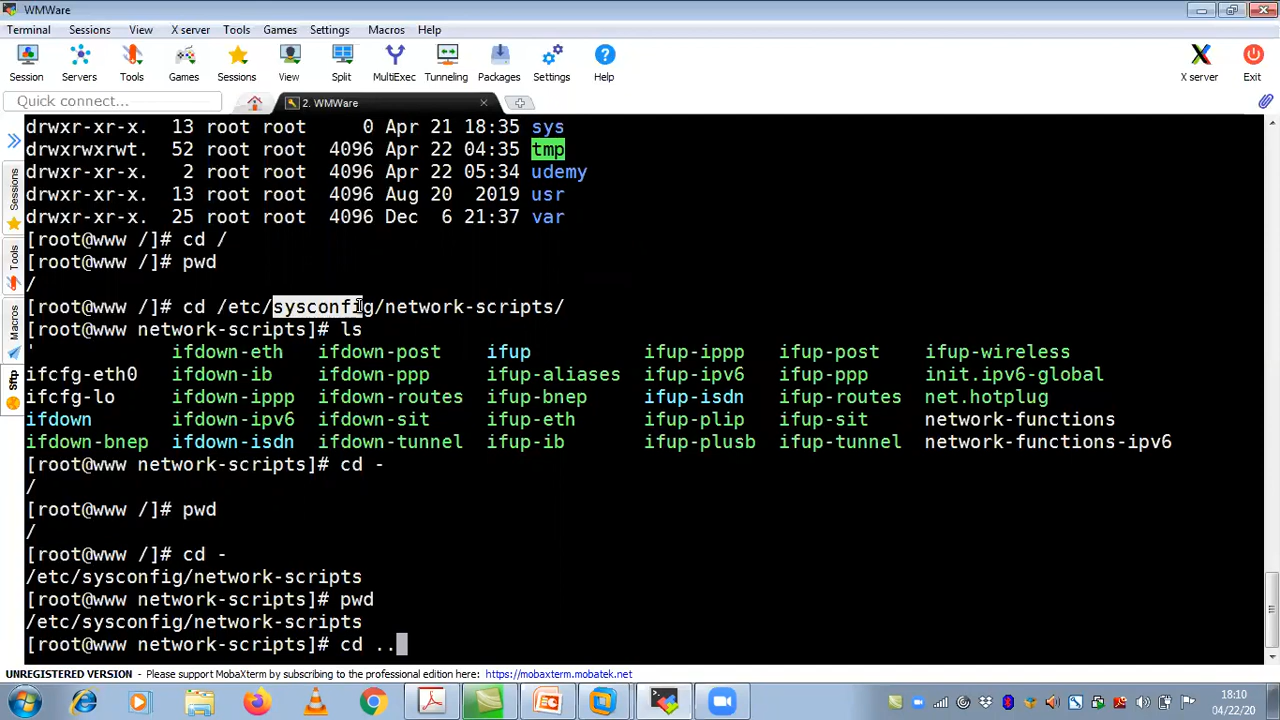 WMWare
Terminal Sessions View X server Tools Games Settings Macros Help
Session Servers Tools Games Sessions View Split MultiExec Tunneling Packages Settings Help X server Exit
Quick connect... 2. WMWare
Sessions
Tools
Macros
Sftp
drwxr-xr-x. 13 root root 0 Apr 21 18:35 sys
drwxrwxrwt. 52 root root 4096 Apr 22 04:35 tmp
drwxr-xr-x. 2 root root 4096 Apr 22 05:34 udemy
drwxr-xr-x. 13 root root 4096 Aug 20 2019 usr
drwxr-xr-x. 25 root root 4096 Dec 6 21:37 var
[root@www /]# cd /
[root@www /]# pwd
/
[root@www /]# cd /etc/sysconfig/network-scripts/
[root@www network-scripts]# ls
' ifdown-eth ifdown-post ifup ifup-ippp ifup-post ifup-wireless
ifcfg-eth0 ifdown-ib ifdown-ppp ifup-aliases ifup-ipv6 ifup-ppp init.ipv6-global
ifcfg-lo ifdown-ippp ifdown-routes ifup-bnep ifup-isdn ifup-routes net.hotplug
ifdown ifdown-ipv6 ifdown-sit ifup-eth ifup-plip ifup-sit network-functions
ifdown-bnep ifdown-isdn ifdown-tunnel ifup-ib ifup-plusb ifup-tunnel network-functions-ipv6
[root@www network-scripts]# cd -
/
[root@www /]# pwd
/
[root@www /]# cd -
/etc/sysconfig/network-scripts
[root@www network-scripts]# pwd
/etc/sysconfig/network-scripts
[root@www network-scripts]# cd ..
UNREGISTERED VERSION - Please support MobaXterm by subscribing to the professional edition here: https://mobaxterm.mobatek.net
18:10
04/22/20